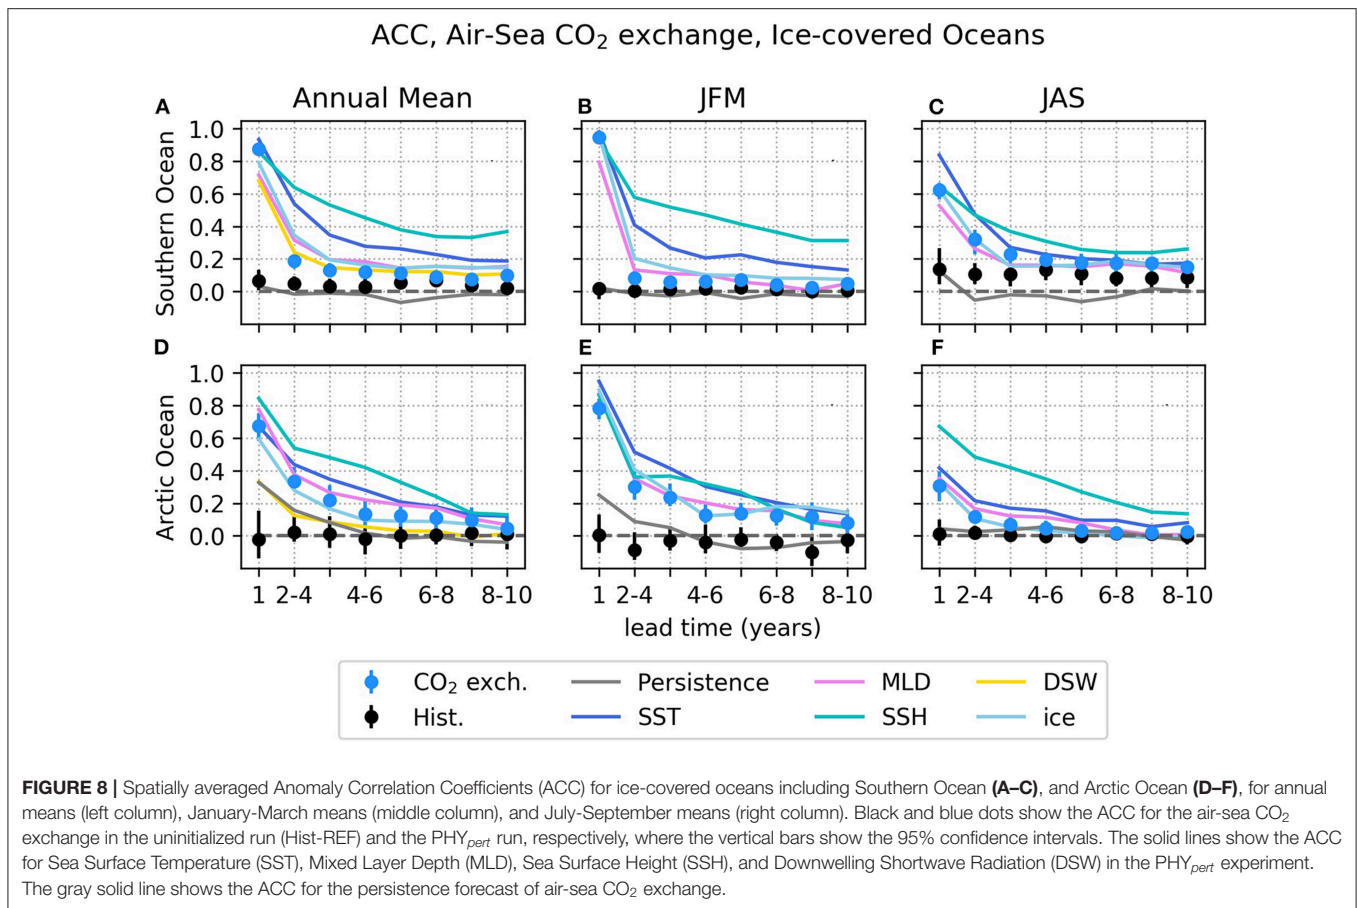 ACC, Air-Sea CO₂ exchange, Ice-covered Oceans
A Annual Mean B JFM C JAS
Southern Ocean
1.0
0.8
0.6
0.4
0.2
0.0
D E F
Arctic Ocean
1.0
0.8
0.6
0.4
0.2
0.0
1 2-4 4-6 6-8 8-10 1 2-4 4-6 6-8 8-10 1 2-4 4-6 6-8 8-10
lead time (years)
CO₂ exch. Persistence MLD DSW
Hist. SST SSH ice
FIGURE 8 | Spatially averaged Anomaly Correlation Coefficients (ACC) for ice-covered oceans including Southern Ocean (A–C), and Arctic Ocean (D–F), for annual
means (left column), January-March means (middle column), and July-September means (right column). Black and blue dots show the ACC for the air-sea CO₂
exchange in the uninitialized run (Hist-REF) and the PHYpert run, respectively, where the vertical bars show the 95% confidence intervals. The solid lines show the ACC
for Sea Surface Temperature (SST), Mixed Layer Depth (MLD), Sea Surface Height (SSH), and Downwelling Shortwave Radiation (DSW) in the PHYpert experiment.
The gray solid line shows the ACC for the persistence forecast of air-sea CO₂ exchange.